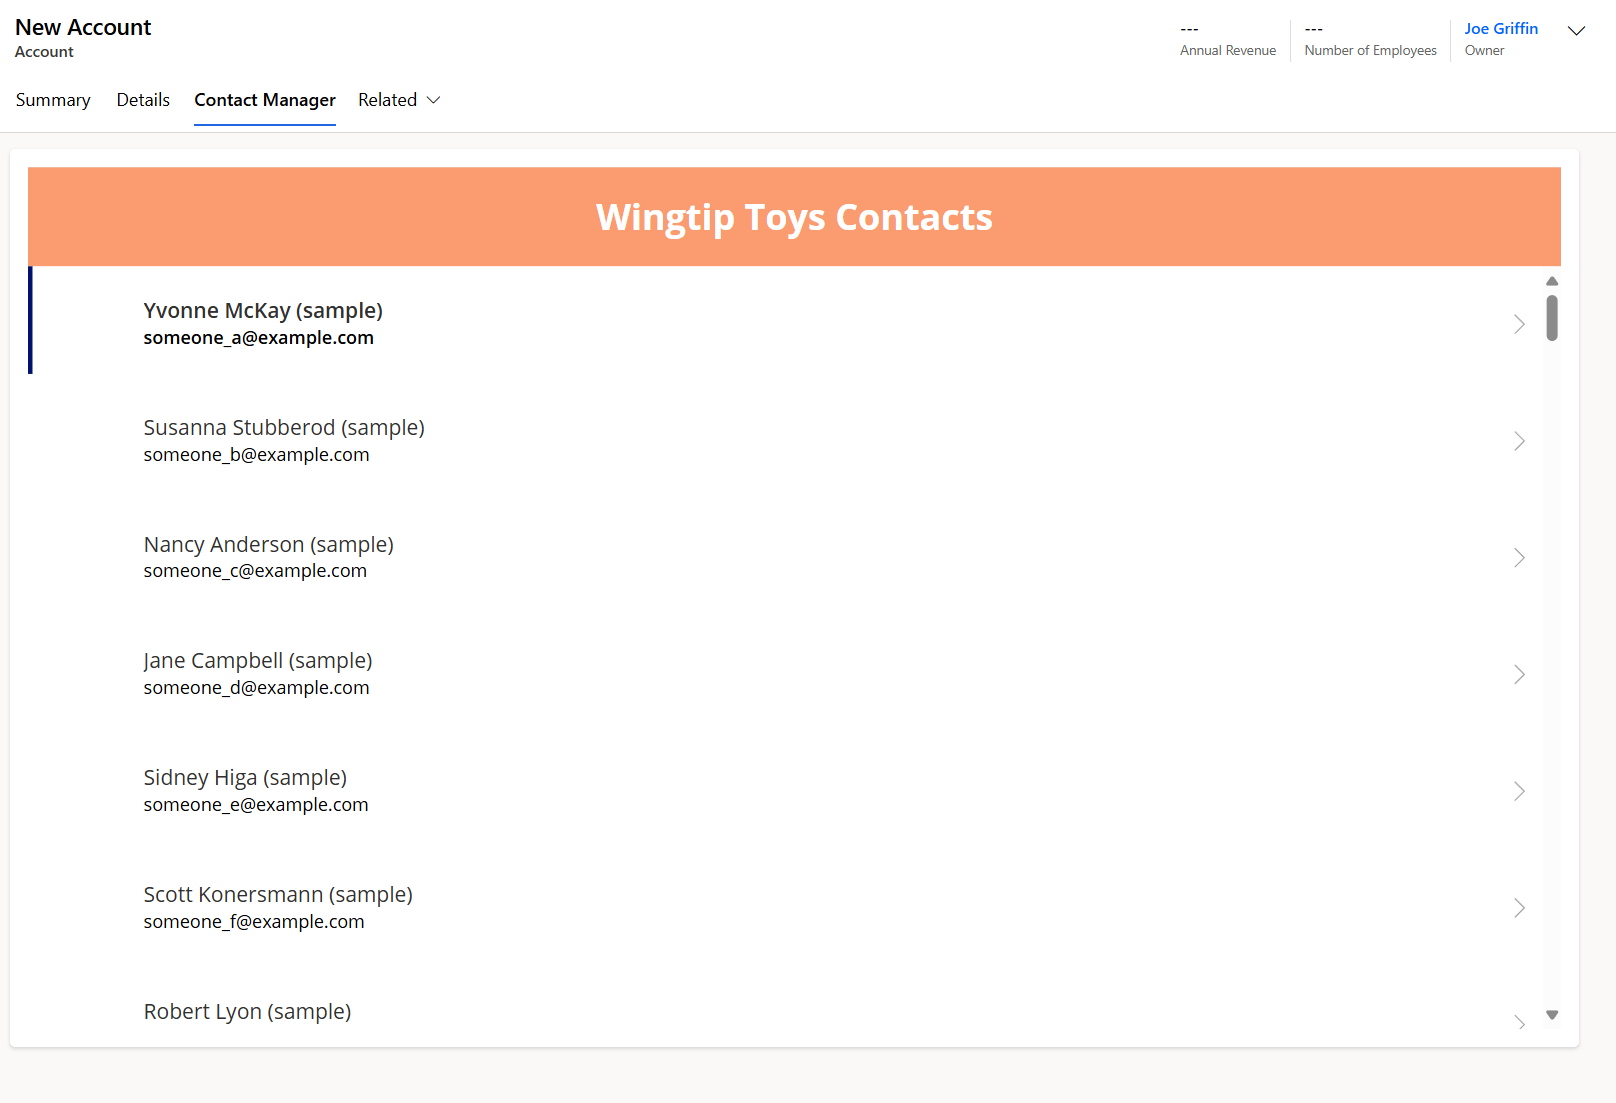 New Account
Account
---
Annual Revenue
---
Number of Employees
Joe Griffin
Owner
Summary Details Contact Manager Related
Wingtip Toys Contacts
Yvonne McKay (sample)
someone_a@example.com
Susanna Stubberod (sample)
someone_b@example.com
Nancy Anderson (sample)
someone_c@example.com
Jane Campbell (sample)
someone_d@example.com
Sidney Higa (sample)
someone_e@example.com
Scott Konersmann (sample)
someone_f@example.com
Robert Lyon (sample)